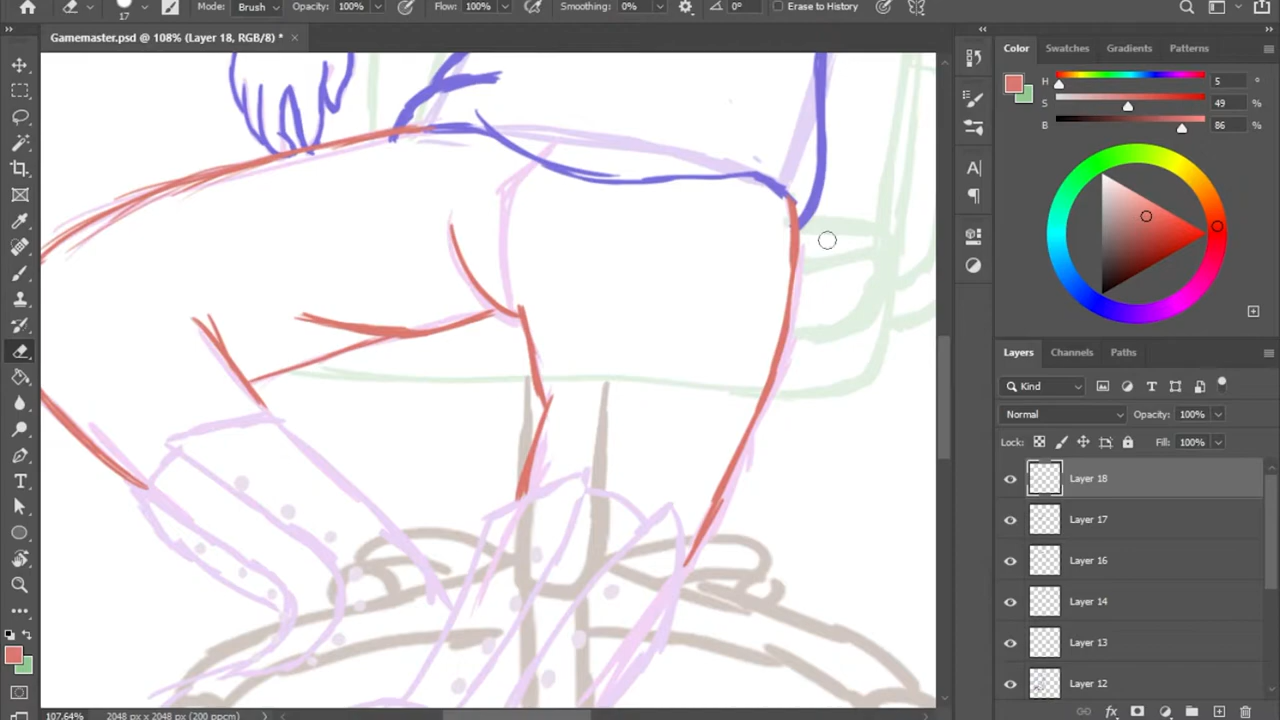 17 Mode: Brush Opacity: 100% Flow: 100% Smoothing: 0% 0° Erase to History
Gamemaster.psd @ 108% (Layer 18, RGB/8) * ×
Color Swatches Gradients Patterns
H 5 °
S 49 %
B 86 %
Layers Channels Paths
Kind
Normal Opacity: 100%
Lock: Fill: 100%
Layer 18
Layer 17
Layer 16
Layer 14
Layer 13
Layer 12
107.64% 2048 px x 2048 px (200 ppcm)